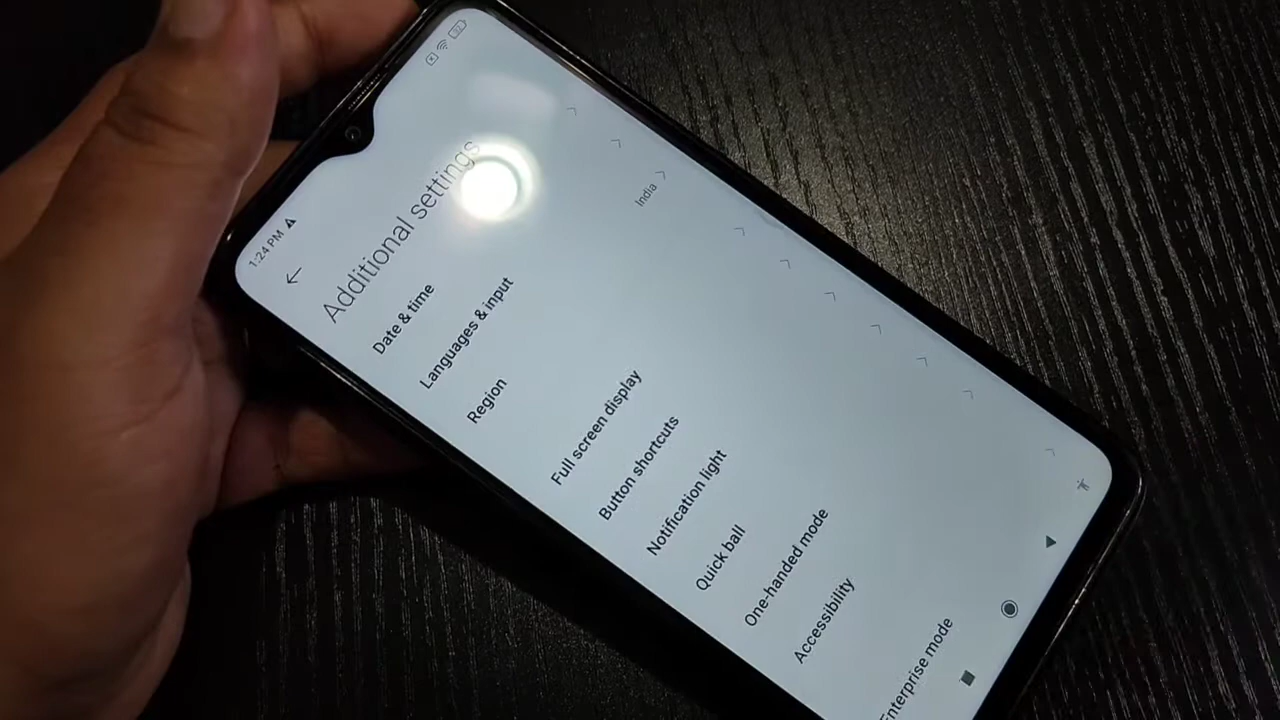 1:24 PM
Additional settings
Date & time
Languages & input
Region
India
Full screen display
Button shortcuts
Notification light
Quick ball
One-handed mode
Accessibility
Enterprise mode